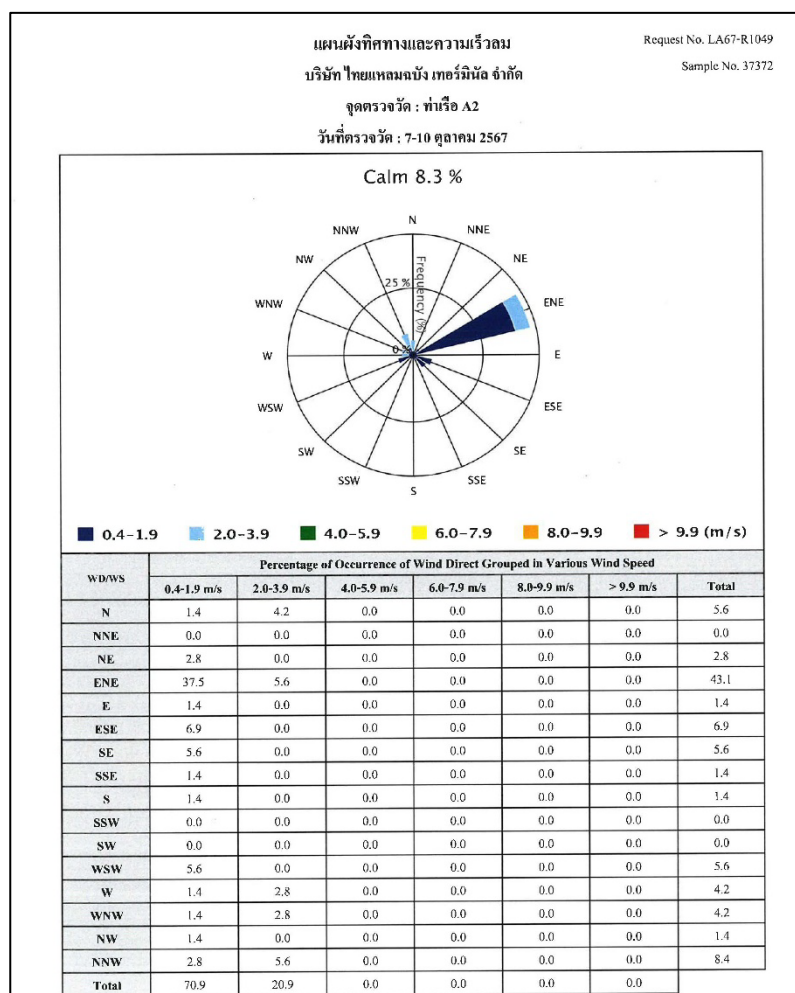 แผนผังทิศทางและความเร็วลม
Request No. LA67-R1049
บริษัท ไทยแหลมฉบัง เทอร์มินัล จำกัด
Sample No. 37372
จุดตรวจวัด : ท่าเรือ A2
วันที่ตรวจวัด : 7-10 ตุลาคม 2567
Calm 8.3 %
N
NNW
NNE
NW
NE
Frequency (%)
25 %
WNW
ENE
0 %
W
E
WSW
ESE
SW
SE
SSW
SSE
S
0.4-1.9 2.0-3.9 4.0-5.9 6.0-7.9 8.0-9.9 > 9.9 (m/s)
WD/WS Percentage of Occurrence of Wind Direct Grouped in Various Wind Speed
0.4-1.9 m/s 2.0-3.9 m/s 4.0-5.9 m/s 6.0-7.9 m/s 8.0-9.9 m/s > 9.9 m/s Total
N 1.4 4.2 0.0 0.0 0.0 0.0 5.6
NNE 0.0 0.0 0.0 0.0 0.0 0.0 0.0
NE 2.8 0.0 0.0 0.0 0.0 0.0 2.8
ENE 37.5 5.6 0.0 0.0 0.0 0.0 43.1
E 1.4 0.0 0.0 0.0 0.0 0.0 1.4
ESE 6.9 0.0 0.0 0.0 0.0 0.0 6.9
SE 5.6 0.0 0.0 0.0 0.0 0.0 5.6
SSE 1.4 0.0 0.0 0.0 0.0 0.0 1.4
S 1.4 0.0 0.0 0.0 0.0 0.0 1.4
SSW 0.0 0.0 0.0 0.0 0.0 0.0 0.0
SW 0.0 0.0 0.0 0.0 0.0 0.0 0.0
WSW 5.6 0.0 0.0 0.0 0.0 0.0 5.6
W 1.4 2.8 0.0 0.0 0.0 0.0 4.2
WNW 1.4 2.8 0.0 0.0 0.0 0.0 4.2
NW 1.4 0.0 0.0 0.0 0.0 0.0 1.4
NNW 2.8 5.6 0.0 0.0 0.0 0.0 8.4
Total 70.9 20.9 0.0 0.0 0.0 0.0